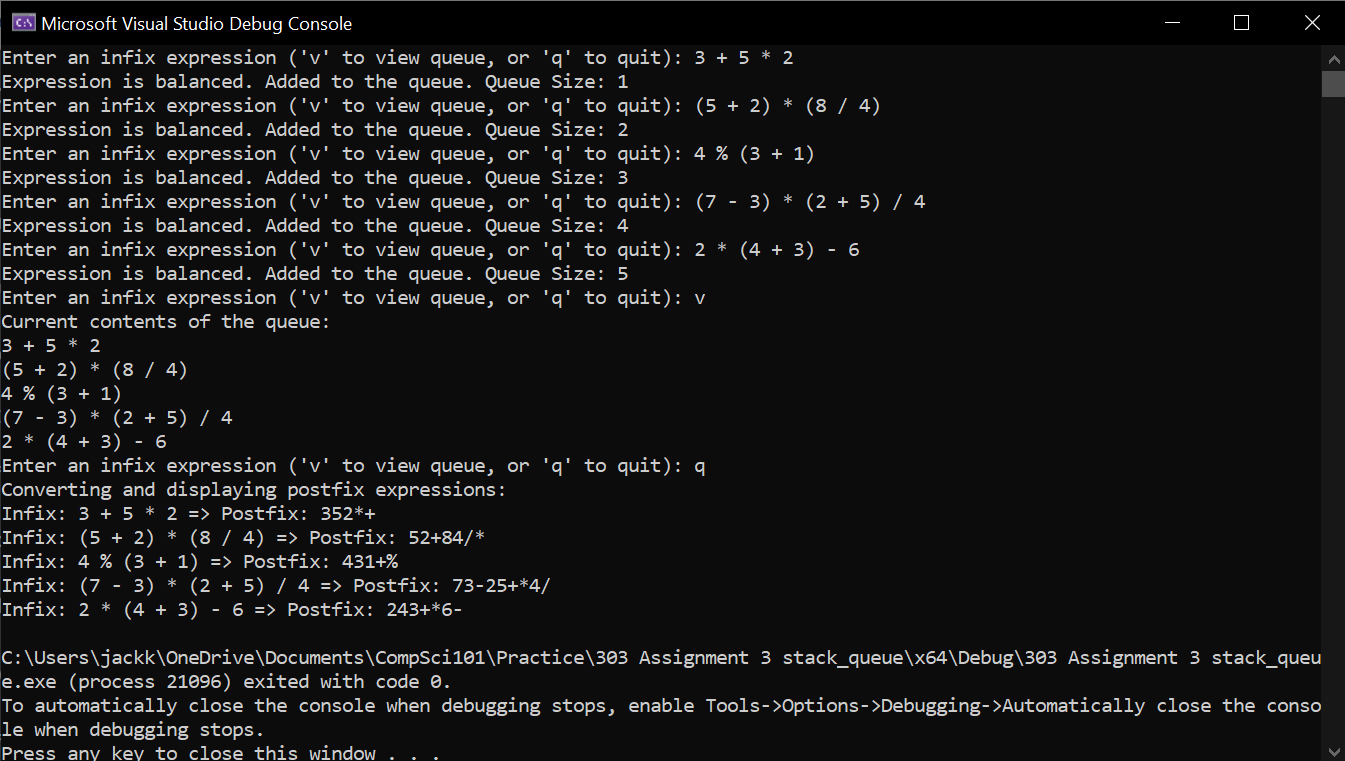 Microsoft Visual Studio Debug Console
Enter an infix expression ('v' to view queue, or 'q' to quit): 3 + 5 * 2
Expression is balanced. Added to the queue. Queue Size: 1
Enter an infix expression ('v' to view queue, or 'q' to quit): (5 + 2) * (8 / 4)
Expression is balanced. Added to the queue. Queue Size: 2
Enter an infix expression ('v' to view queue, or 'q' to quit): 4 % (3 + 1)
Expression is balanced. Added to the queue. Queue Size: 3
Enter an infix expression ('v' to view queue, or 'q' to quit): (7 - 3) * (2 + 5) / 4
Expression is balanced. Added to the queue. Queue Size: 4
Enter an infix expression ('v' to view queue, or 'q' to quit): 2 * (4 + 3) - 6
Expression is balanced. Added to the queue. Queue Size: 5
Enter an infix expression ('v' to view queue, or 'q' to quit): v
Current contents of the queue:
3 + 5 * 2
(5 + 2) * (8 / 4)
4 % (3 + 1)
(7 - 3) * (2 + 5) / 4
2 * (4 + 3) - 6
Enter an infix expression ('v' to view queue, or 'q' to quit): q
Converting and displaying postfix expressions:
Infix: 3 + 5 * 2 => Postfix: 352*+
Infix: (5 + 2) * (8 / 4) => Postfix: 52+84/*
Infix: 4 % (3 + 1) => Postfix: 431+%
Infix: (7 - 3) * (2 + 5) / 4 => Postfix: 73-25+*4/
Infix: 2 * (4 + 3) - 6 => Postfix: 243+*6-
C:\Users\jackk\OneDrive\Documents\CompSci101\Practice\303 Assignment 3 stack_queue\x64\Debug\303 Assignment 3 stack_queu
e.exe (process 21096) exited with code 0.
To automatically close the console when debugging stops, enable Tools->Options->Debugging->Automatically close the conso
le when debugging stops.
Press any key to close this window . . .